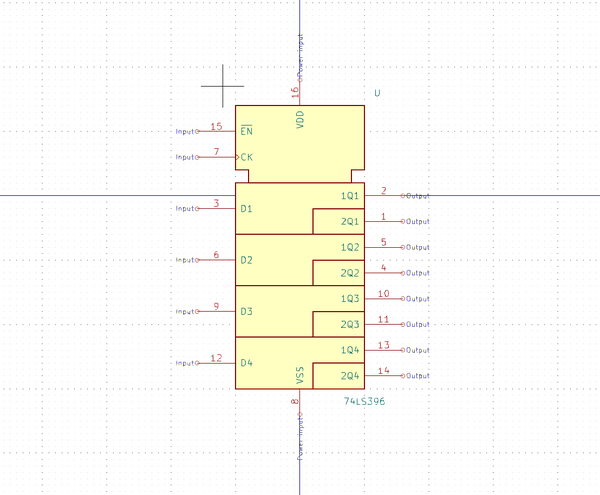 Power input
16
VDD
U
Input 15 EN
Input 7 CK
1Q1 2 Output
Input 3 D1
2Q1 1 Output
1Q2 5 Output
Input 6 D2
2Q2 4 Output
1Q3 10 Output
Input 9 D3
2Q3 11 Output
1Q4 13 Output
Input 12 D4
2Q4 14 Output
VSS
8
74LS396
Power input